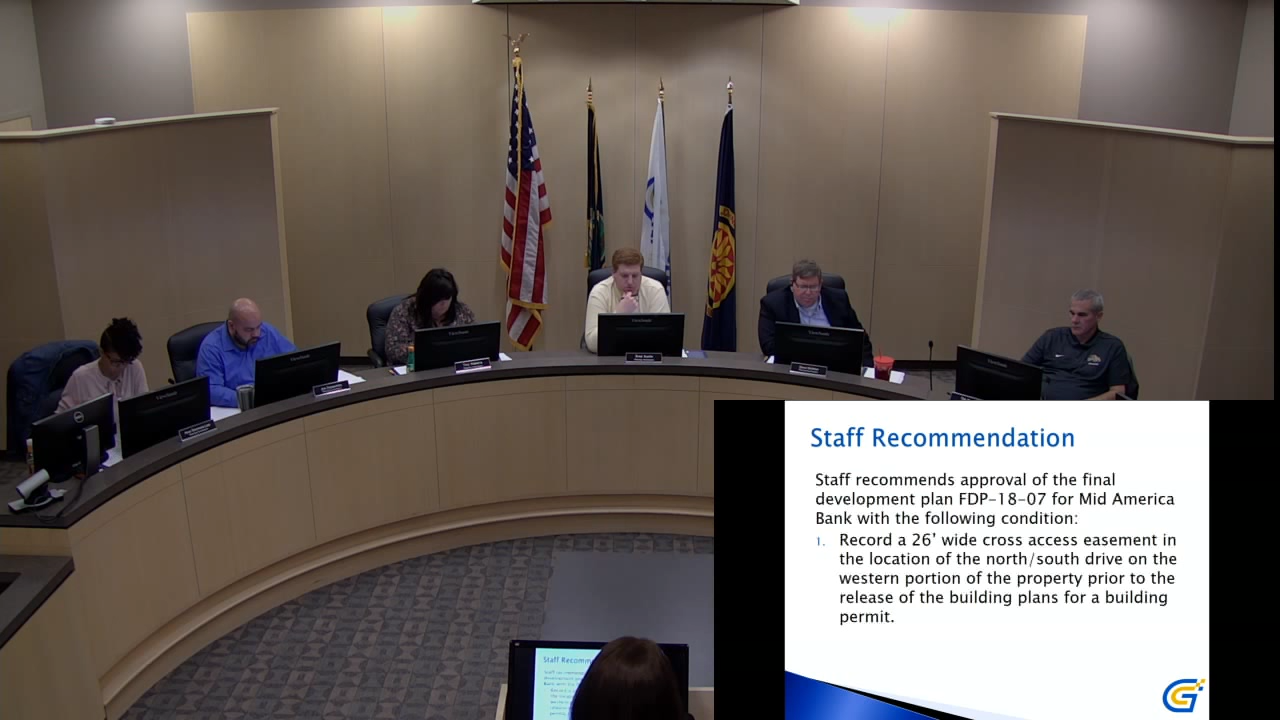 Staff Recommendation
Staff recommends approval of the final
development plan FDP-18-07 for Mid America
Bank with the following condition:
1. Record a 26' wide cross access easement in
the location of the north/south drive on the
western portion of the property prior to the
release of the building plans for a building
permit.
Staff Recomm